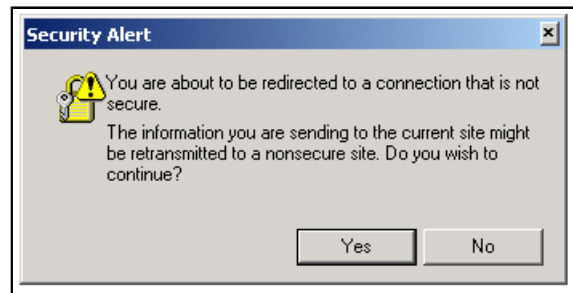 Security Alert
You are about to be redirected to a connection that is not
secure.
The information you are sending to the current site might
be retransmitted to a nonsecure site. Do you wish to
continue?
Yes
No